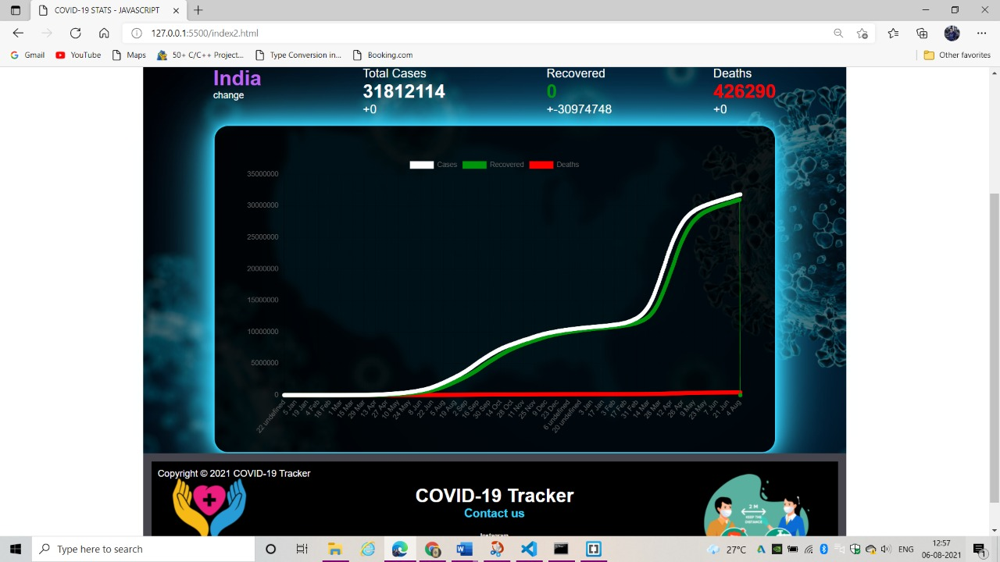 COVID-19 STATS - JAVASCRIPT
127.0.0.1:5500/index2.html
Gmail YouTube Maps 50+ C/C++ Project... Type Conversion in... Booking.com Other favorites
India Total Cases Recovered Deaths
change 31812114 0 426290
+0 +-30974748 +0
Cases Recovered Deaths
35000000
30000000
25000000
20000000
15000000
10000000
5000000
0
22 undefined 5 Jan 19 Jan 4 Feb 18 Feb 1 Mar 15 Mar 29 Mar 13 Apr 27 Apr 10 May 24 May 8 Jun 22 Jun 5 Aug 19 Aug 2 Sep 16 Sep 30 Sep 14 Oct 28 Oct 11 Nov 25 Nov 9 Dec 23 Dec 6 undefined 20 undefined 3 Jan 17 Jan 3 Feb 17 Feb 31 Feb 14 Mar 28 Mar 12 Apr 26 Apr 9 May 23 May 7 Jun 21 Jun 4 Aug
Copyright © 2021 COVID-19 Tracker
COVID-19 Tracker
Contact us
Instagram
2 M
KEEP THE
DISTANCE
Type here to search
27°C ENG 12:57
06-08-2021
1